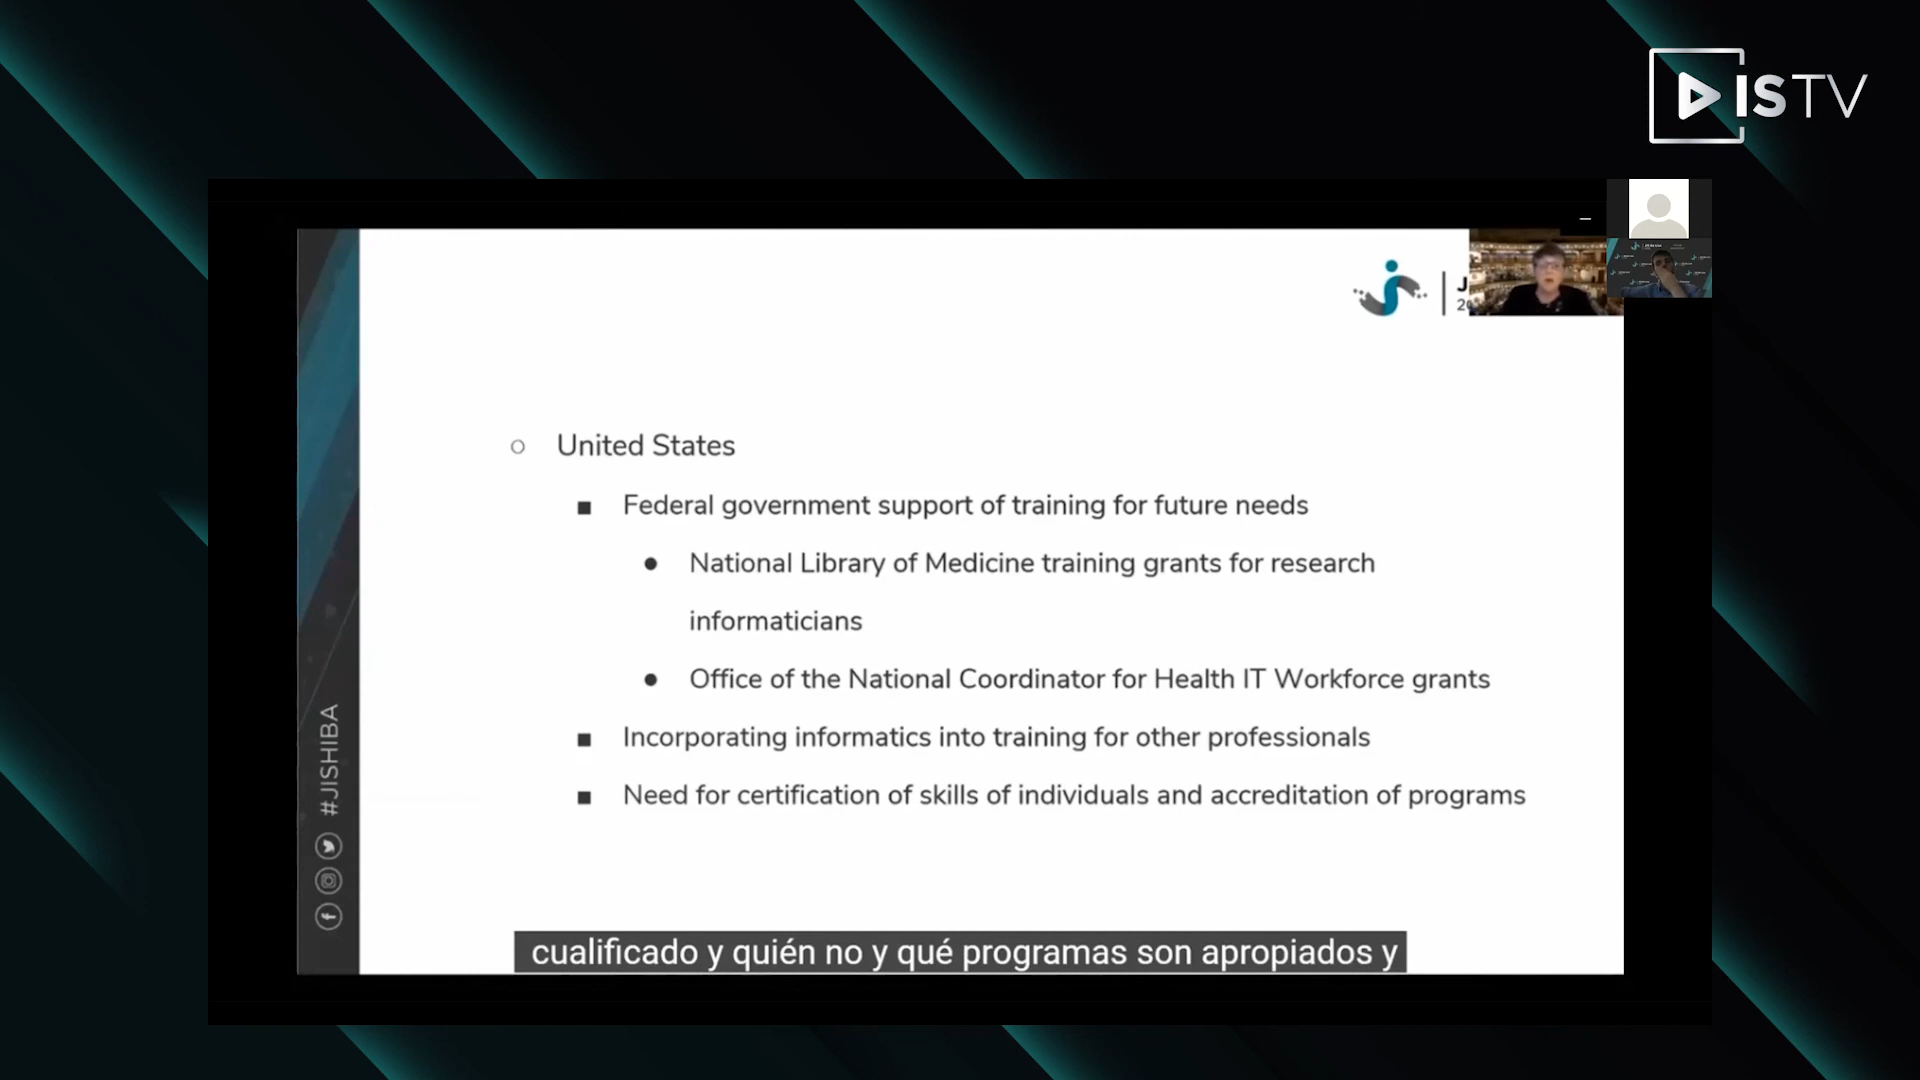 ISTV
J
20
United States
Federal government support of training for future needs
National Library of Medicine training grants for research
informaticians
Office of the National Coordinator for Health IT Workforce grants
Incorporating informatics into training for other professionals
Need for certification of skills of individuals and accreditation of programs
#JISHIBA
cualificado y quién no y qué programas son apropiados y